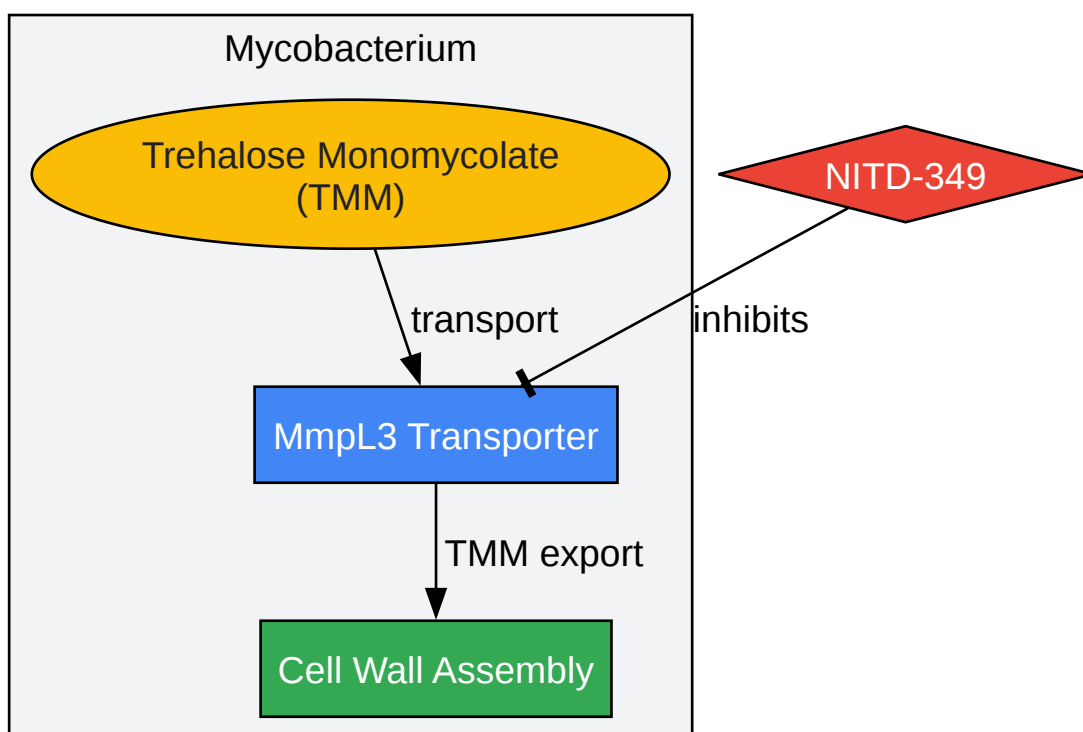 Mycobacterium
Trehalose Monomycolate
(TMM)
NITD-349
transport
inhibits
MmpL3 Transporter
TMM export
Cell Wall Assembly